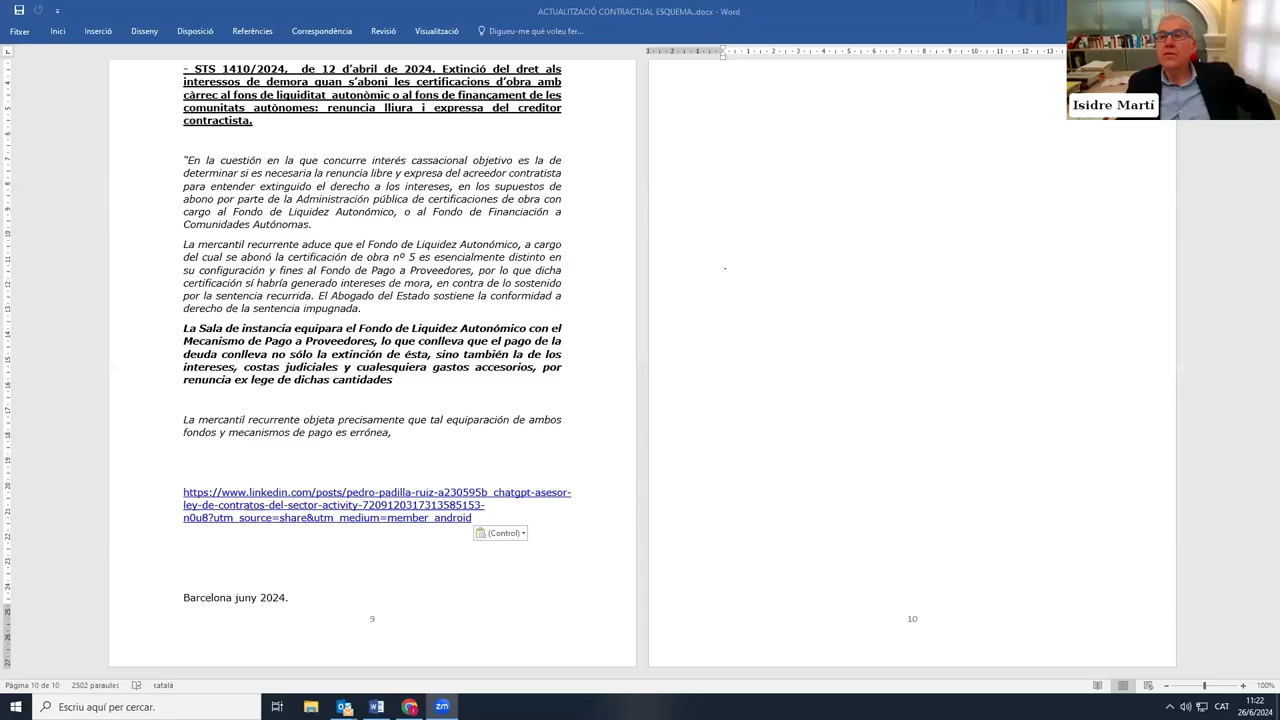 ACTUALITZACIÓ CONTRACTUAL ESQUEMA..docx - Word
Fitxer Inici Inserció Disseny Disposició Referències Correspondència Revisió Visualització Digueu-me què voleu fer...
Isidre Martí
- STS 1410/2024, de 12 d’abril de 2024. Extinció del dret als
interessos de demora quan s’aboni les certificacions d’obra amb
càrrec al fons de liquiditat autonòmic o al fons de finançament de les
comunitats autònomes: renuncia lliura i expressa del creditor
contractista.
“En la cuestión en la que concurre interés cassacional objetivo es la de
determinar si es necesaria la renuncia libre y expresa del acreedor contratista
para entender extinguido el derecho a los intereses, en los supuestos de
abono por parte de la Administración pública de certificaciones de obra con
cargo al Fondo de Liquidez Autonómico, o al Fondo de Financiación a
Comunidades Autónomas.
La mercantil recurrente aduce que el Fondo de Liquidez Autonómico, a cargo
del cual se abonó la certificación de obra nº 5 es esencialmente distinto en
su configuración y fines al Fondo de Pago a Proveedores, por lo que dicha
certificación sí habría generado intereses de mora, en contra de lo sostenido
por la sentencia recurrida. El Abogado del Estado sostiene la conformidad a
derecho de la sentencia impugnada.
La Sala de instancia equipara el Fondo de Liquidez Autonómico con el
Mecanismo de Pago a Proveedores, lo que conlleva que el pago de la
deuda conlleva no sólo la extinción de ésta, sino también la de los
intereses, costas judiciales y cualesquiera gastos accesorios, por
renuncia ex lege de dichas cantidades
La mercantil recurrente objeta precisamente que tal equiparación de ambos
fondos y mecanismos de pago es errónea,
https://www.linkedin.com/posts/pedro-padilla-ruiz-a230595b_chatgpt-asesor-
ley-de-contratos-del-sector-activity-7209120317313585153-
n0u8?utm_source=share&utm_medium=member_android
(Control)
Barcelona juny 2024.
9
10
Pàgina 10 de 10 2502 paraules català 100%
Escriu aquí per cercar.
zm
CAT
11:22
26/6/2024